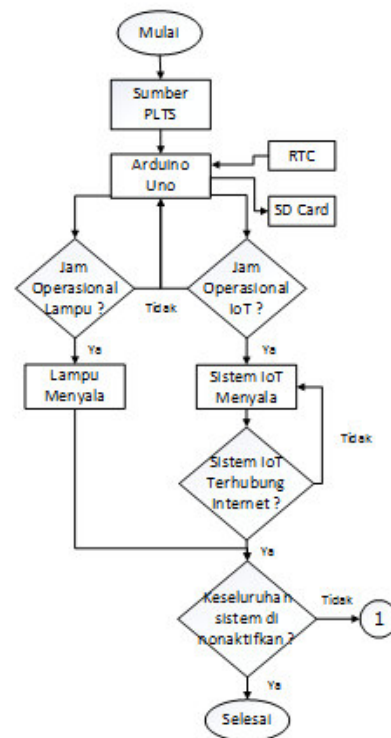 Mulai
Sumber
PLTS
Arduino
Uno
RTC
SD Card
Jam
Operasional
Lampu ?
Tidak
Jam
Operasional
IoT ?
Ya
Ya
Lampu
Menyala
Sistem IoT
Menyala
Tidak
Sistem IoT
Terhubung
Internet ?
Ya
Keseluruhan
sistem di
nonaktifkan ?
Tidak
1
Ya
Selesai